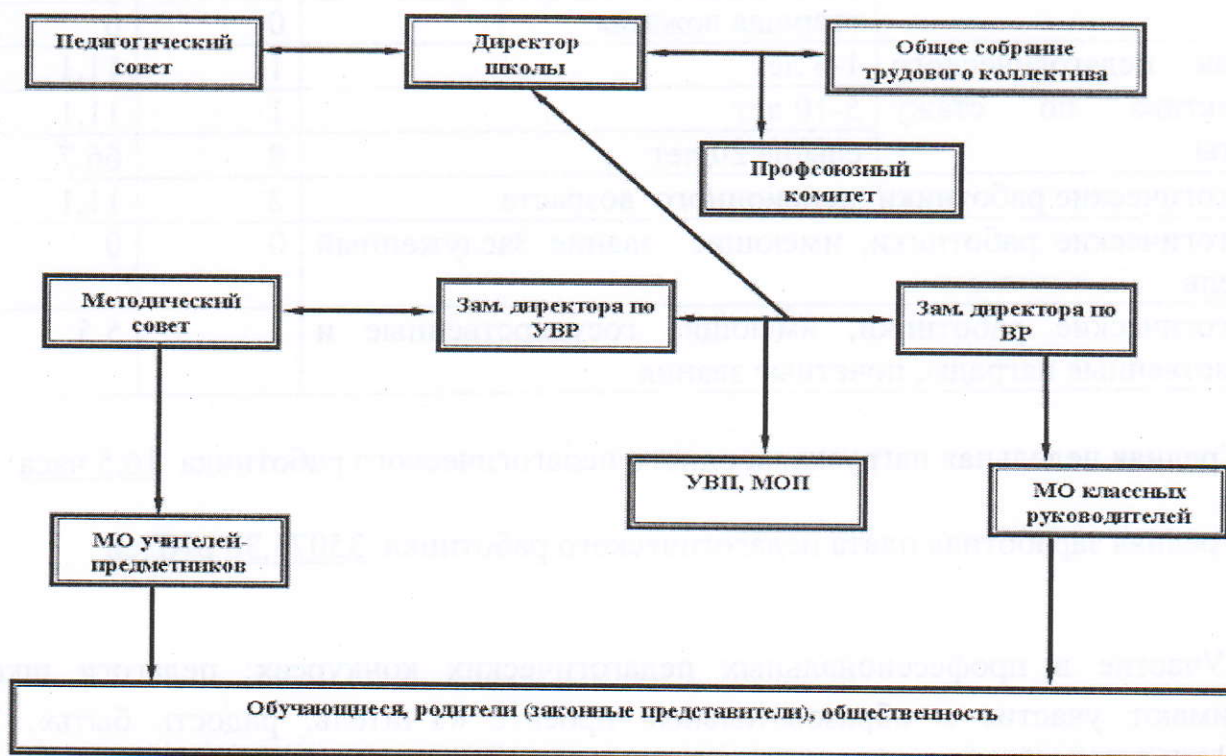 Педагогический
совет
Директор
школы
Общее собрание
трудового коллектива
Профсоюзный
комитет
Методический
совет
Зам. директора по
УВР
Зам. директора по
ВР
УВП, МОП
МО классных
руководителей
МО учителей-
предметников
Обучающиеся, родители (законные представители), общественность